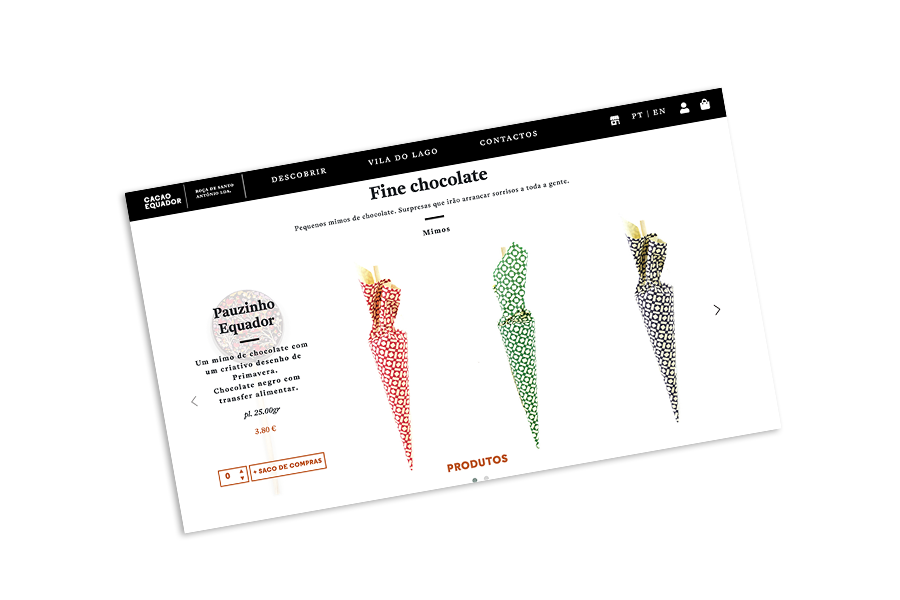 CACAO
EQUADOR
ROÇA DE SANTO
ANTÓNIO LDA.
DESCOBRIR
VILA DO LAGO
CONTACTOS
PT | EN
Fine chocolate
Pequenos mimos de chocolate. Surpresas que irão arrancar sorrisos a toda a gente.
Mimos
Pauzinho
Equador
Um mimo de chocolate com
um criativo desenho de
Primavera.
Chocolate negro com
transfer alimentar.
pl. 25.00gr
3.80 €
0
+ SACO DE COMPRAS
PRODUTOS